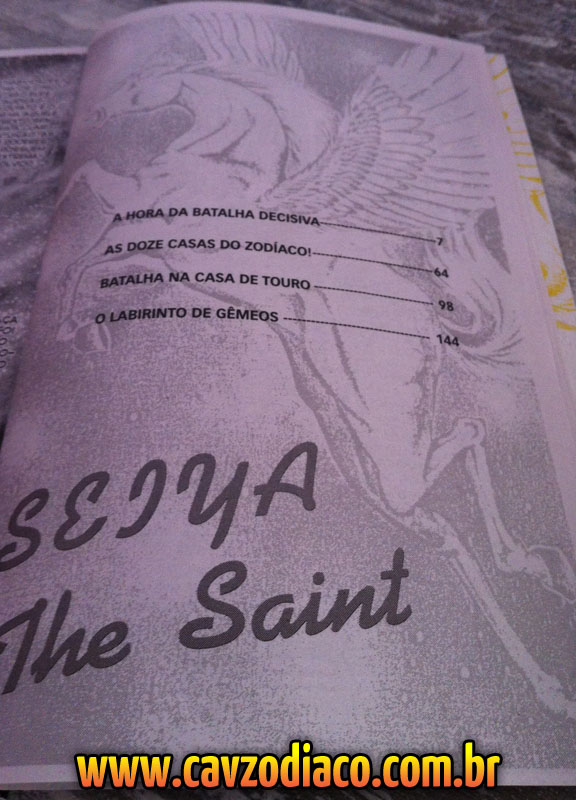 A HORA DA BATALHA DECISIVA---------------------------7
AS DOZE CASAS DO ZODÍACO!---------------------------64
BATALHA NA CASA DE TOURO --------------------------- 98
O LABIRINTO DE GÊMEOS --------------------------------- 144
SEIYA
The Saint
www.cavzodiaco.com.br